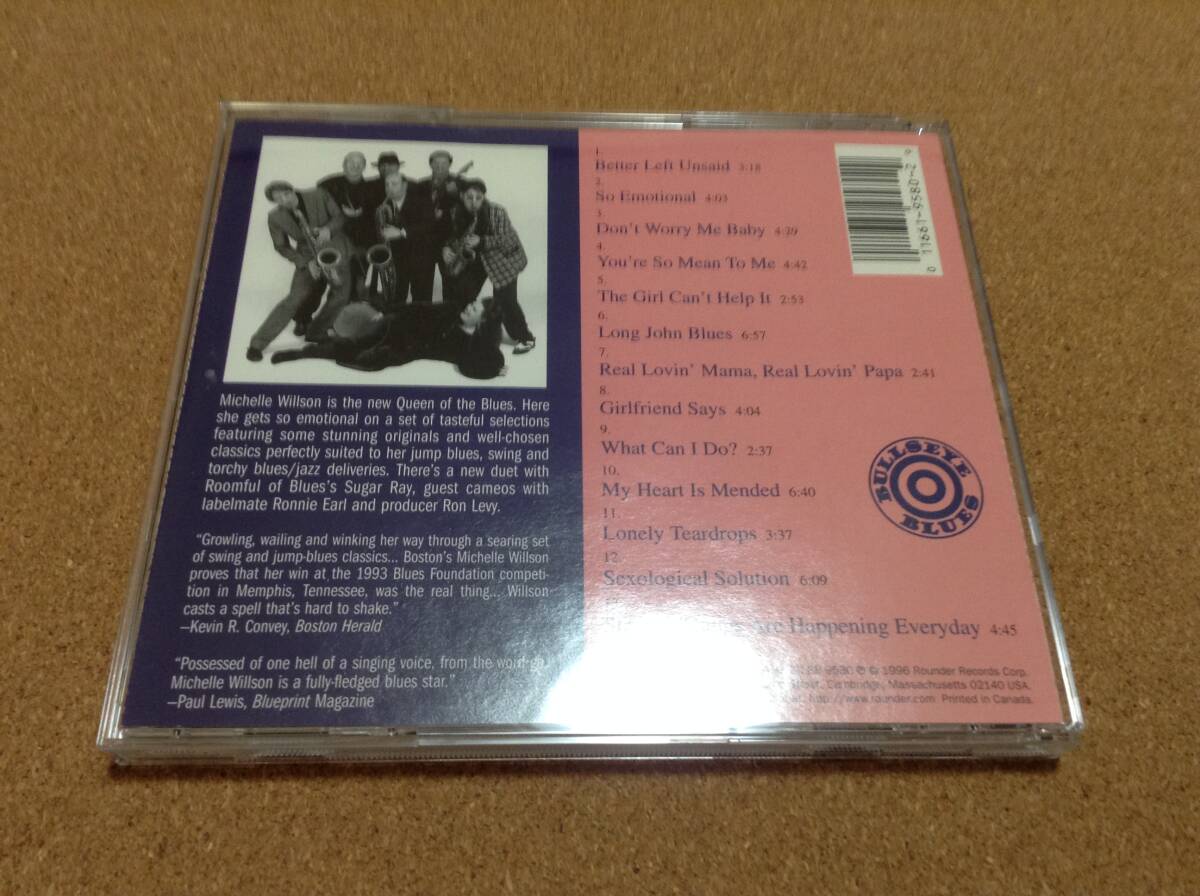 Michelle Willson is the new Queen of the Blues. Here
she gets so emotional on a set of tasteful selections
featuring some stunning originals and well-chosen
classics perfectly suited to her jump blues, swing and
torchy blues/jazz deliveries. There's a new duet with
Roomful of Blues's Sugar Ray, guest cameos with
labelmate Ronnie Earl and producer Ron Levy.
“Growling, wailing and winking her way through a searing set
of swing and jump-blues classics... Boston's Michelle Willson
proves that her win at the 1993 Blues Foundation competi-
tion in Memphis, Tennessee, was the real thing... Willson
casts a spell that's hard to shake.”
—Kevin R. Convey, Boston Herald
“Possessed of one hell of a singing voice, from the word
Michelle Willson is a fully-fledged blues star.”
—Paul Lewis, Blueprint Magazine
1.
Better Left Unsaid 3:18
2.
So Emotional 4:03
3.
Don't Worry Me Baby 4:39
4.
You're So Mean To Me 4:42
5.
The Girl Can't Help It 2:53
6.
Long John Blues 6:57
7.
Real Lovin' Mama, Real Lovin' Papa 2:41
8.
Girlfriend Says 4:04
9.
What Can I Do? 2:37
10.
My Heart Is Mended 6:40
11.
Lonely Teardrops 3:37
12.
Sexological Solution 6:09
Are Happening Everyday 4:45
0 11661-9580-2 9
BULLSEYE
BLUES
9580 ℗ © 1996 Rounder Records Corp.
Cambridge, Massachusetts 02140 USA.
http://www.rounder.com Printed in Canada.